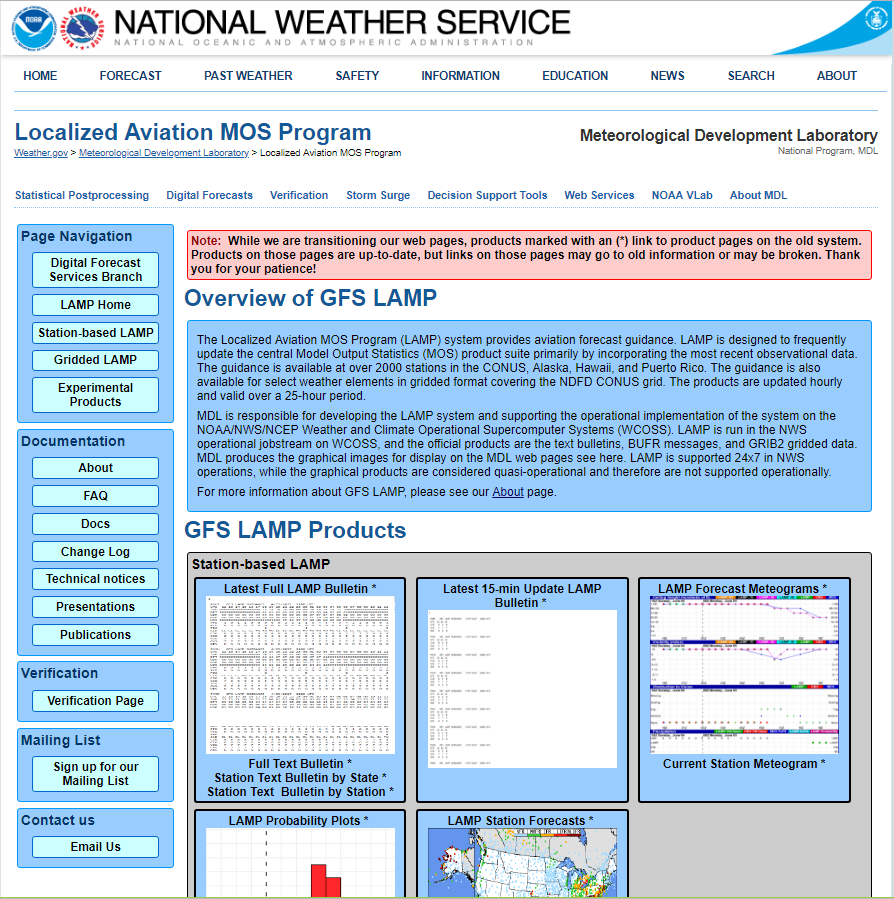 NOAA
NATIONAL WEATHER SERVICE
NATIONAL OCEANIC AND ATMOSPHERIC ADMINISTRATION
HOME FORECAST PAST WEATHER SAFETY INFORMATION EDUCATION NEWS SEARCH ABOUT
Localized Aviation MOS Program
Meteorological Development Laboratory
Weather.gov > Meteorological Development Laboratory > Localized Aviation MOS Program
National Program, MDL
Statistical Postprocessing Digital Forecasts Verification Storm Surge Decision Support Tools Web Services NOAA VLab About MDL
Page Navigation
Digital Forecast
Services Branch
LAMP Home
Station-based LAMP
Gridded LAMP
Experimental
Products
Documentation
About
FAQ
Docs
Change Log
Technical notices
Presentations
Publications
Verification
Verification Page
Mailing List
Sign up for our
Mailing List
Contact us
Email Us
Note: While we are transitioning our web pages, products marked with an (*) link to product pages on the old system.
Products on those pages are up-to-date, but links on those pages may go to old information or may be broken. Thank
you for your patience!
Overview of GFS LAMP
The Localized Aviation MOS Program (LAMP) system provides aviation forecast guidance. LAMP is designed to frequently
update the central Model Output Statistics (MOS) product suite primarily by incorporating the most recent observational data.
The guidance is available at over 2000 stations in the CONUS, Alaska, Hawaii, and Puerto Rico. The guidance is also
available for select weather elements in gridded format covering the NDFD CONUS grid. The products are updated hourly
and valid over a 25-hour period.
MDL is responsible for developing the LAMP system and supporting the operational implementation of the system on the
NOAA/NWS/NCEP Weather and Climate Operational Supercomputer Systems (WCOSS). LAMP is run in the NWS
operational jobstream on WCOSS, and the official products are the text bulletins, BUFR messages, and GRIB2 gridded data.
MDL produces the graphical images for display on the MDL web pages see here. LAMP is supported 24x7 in NWS
operations, while the graphical products are considered quasi-operational and therefore are not supported operationally.
For more information about GFS LAMP, please see our About page.
GFS LAMP Products
Station-based LAMP
Latest Full LAMP Bulletin *
Full Text Bulletin *
Station Text Bulletin by State *
Station Text Bulletin by Station *
Latest 15-min Update LAMP
Bulletin *
LAMP Forecast Meteograms *
Current Station Meteogram *
LAMP Probability Plots *
LAMP Station Forecasts *